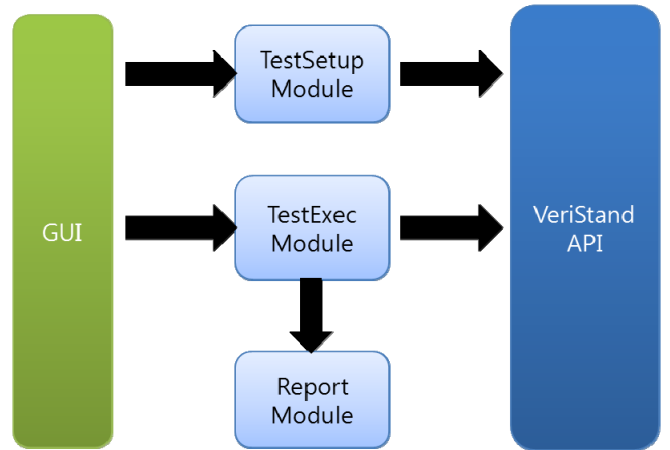 GUI
TestSetup
Module
TestExec
Module
Report
Module
VeriStand
API